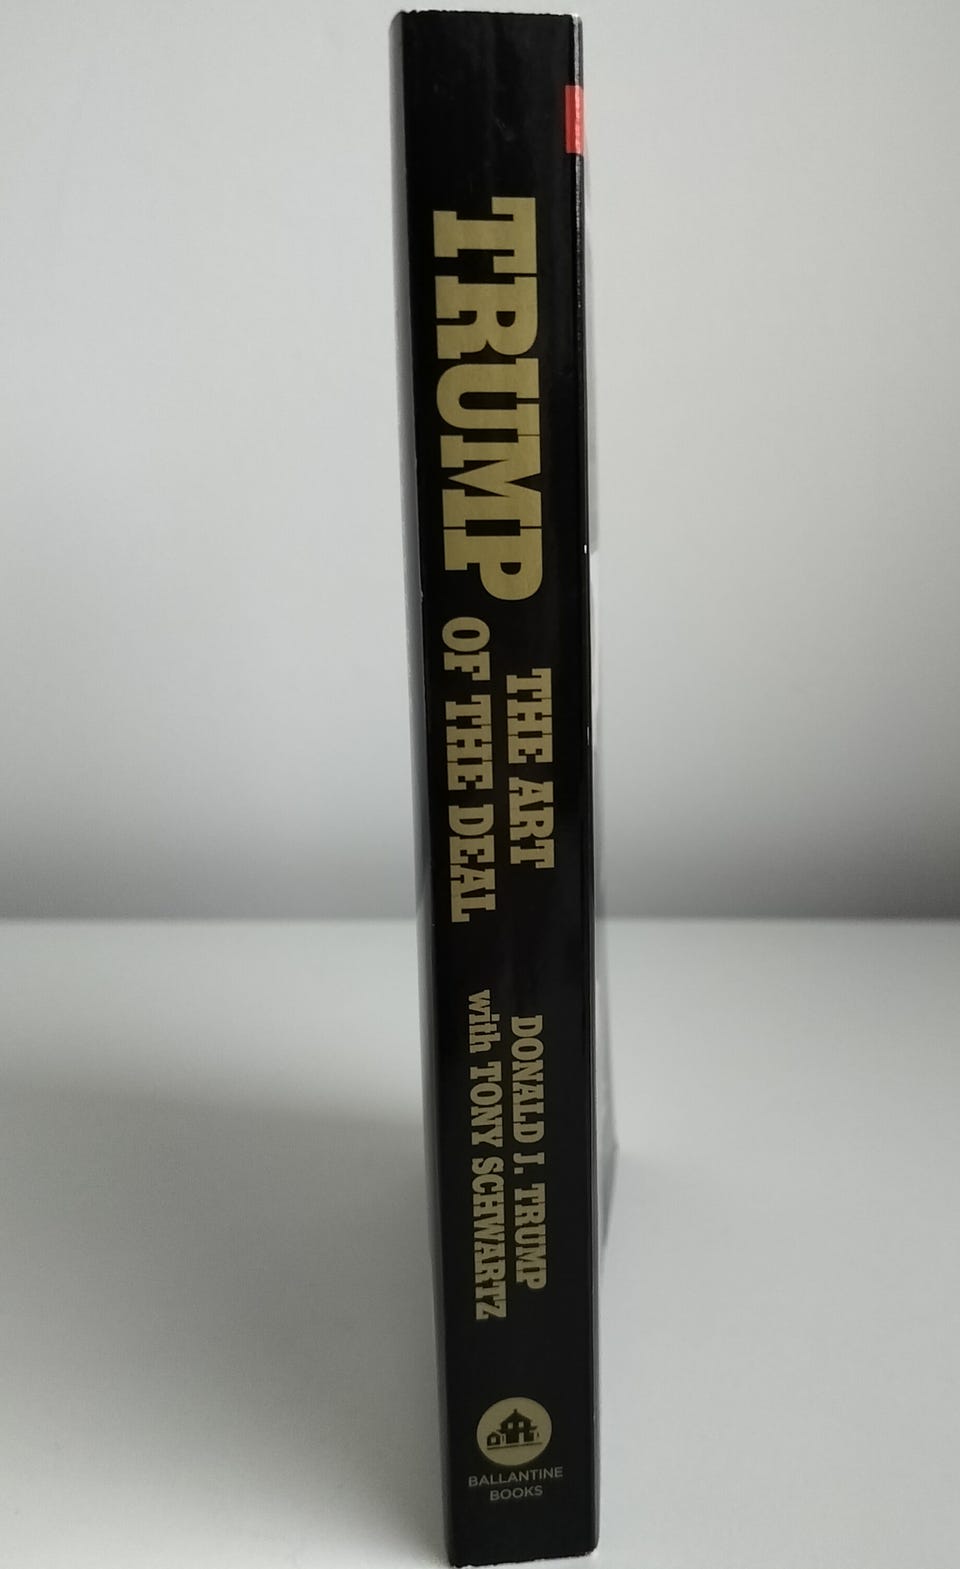 TRUMP
THE ART
OF THE DEAL
DONALD J. TRUMP
with TONY SCHWARTZ
BALLANTINE
BOOKS